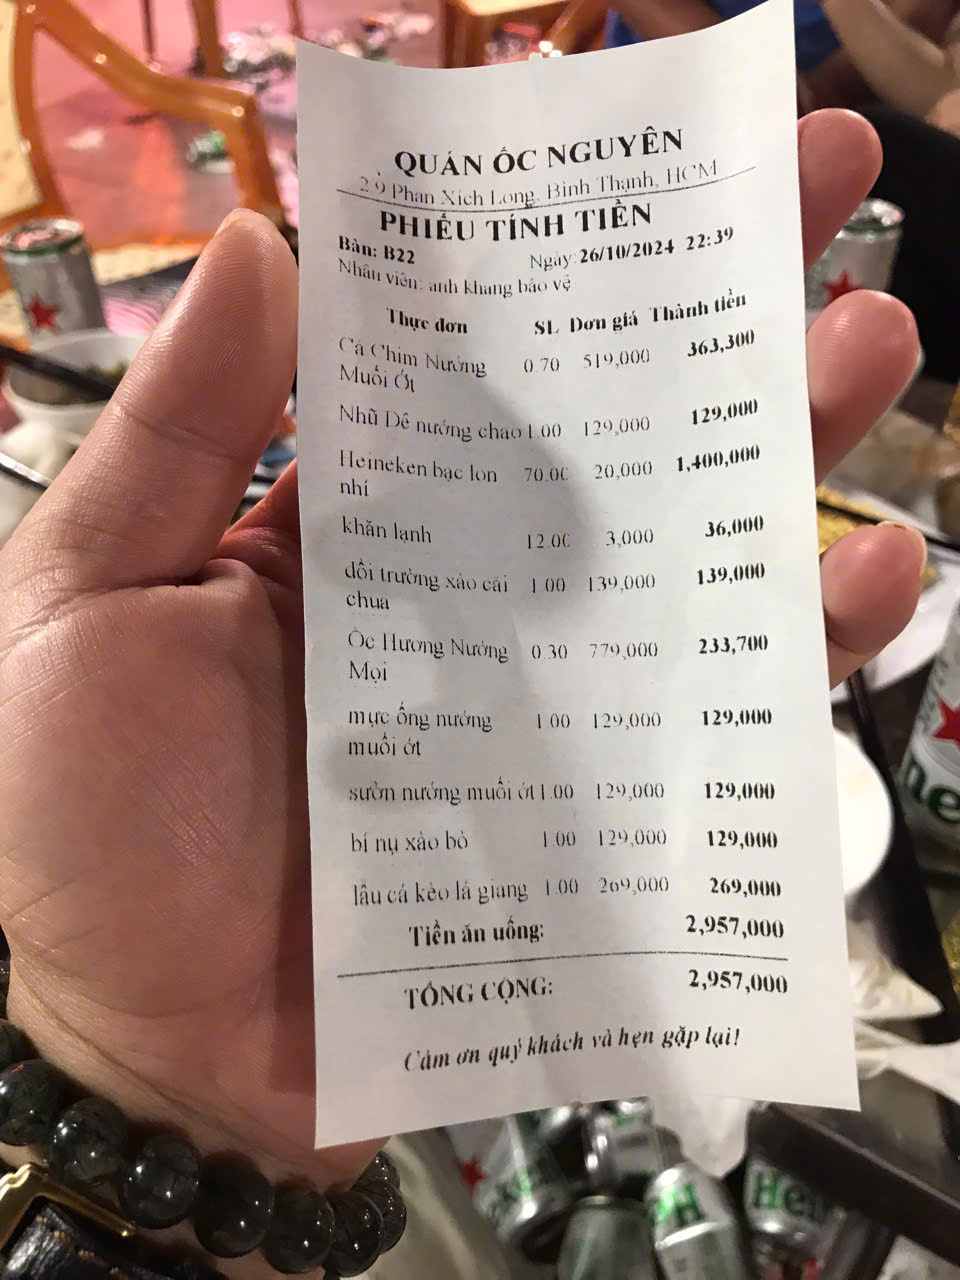 QUÁN ỐC NGUYÊN
2.9 Phan Xích Long, Bình Thạnh, HCM
PHIẾU TÍNH TIỀN
Bàn: B22 Ngày: 26/10/2024 22:39
Nhân viên: anh khang bảo vệ
Thực đơn SL Đơn giá Thành tiền
Cá Chim Nướng 0.70 519,000 363,300
Muối Ớt
Nhũ Dê nướng chao 1.00 129,000 129,000
Heineken bạc lon 70.00 20,000 1,400,000
nhí
khăn lạnh 12.00 3,000 36,000
dồi trường xào cải 1.00 139,000 139,000
chua
Ốc Hương Nướng 0.30 779,000 233,700
Mọi
mực ống nướng 1.00 129,000 129,000
muối ớt
sườn nướng muối ớt 1.00 129,000 129,000
bí nụ xào bò 1.00 129,000 129,000
lẩu cá kèo lá giang 1.00 269,000 269,000
Tiền ăn uống: 2,957,000
TỔNG CỘNG: 2,957,000
Cám ơn quý khách và hẹn gặp lại!